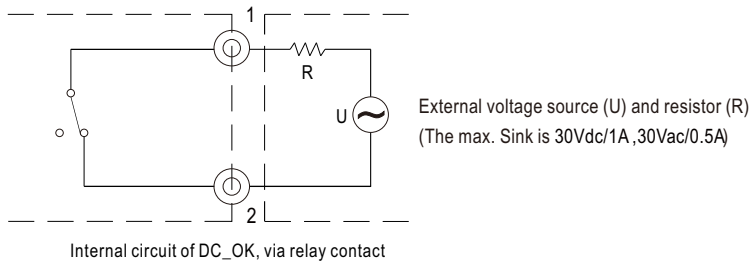 1
R
U
External voltage source (U) and resistor (R)
(The max. Sink is 30Vdc/1A ,30Vac/0.5A)
2
Internal circuit of DC_OK, via relay contact